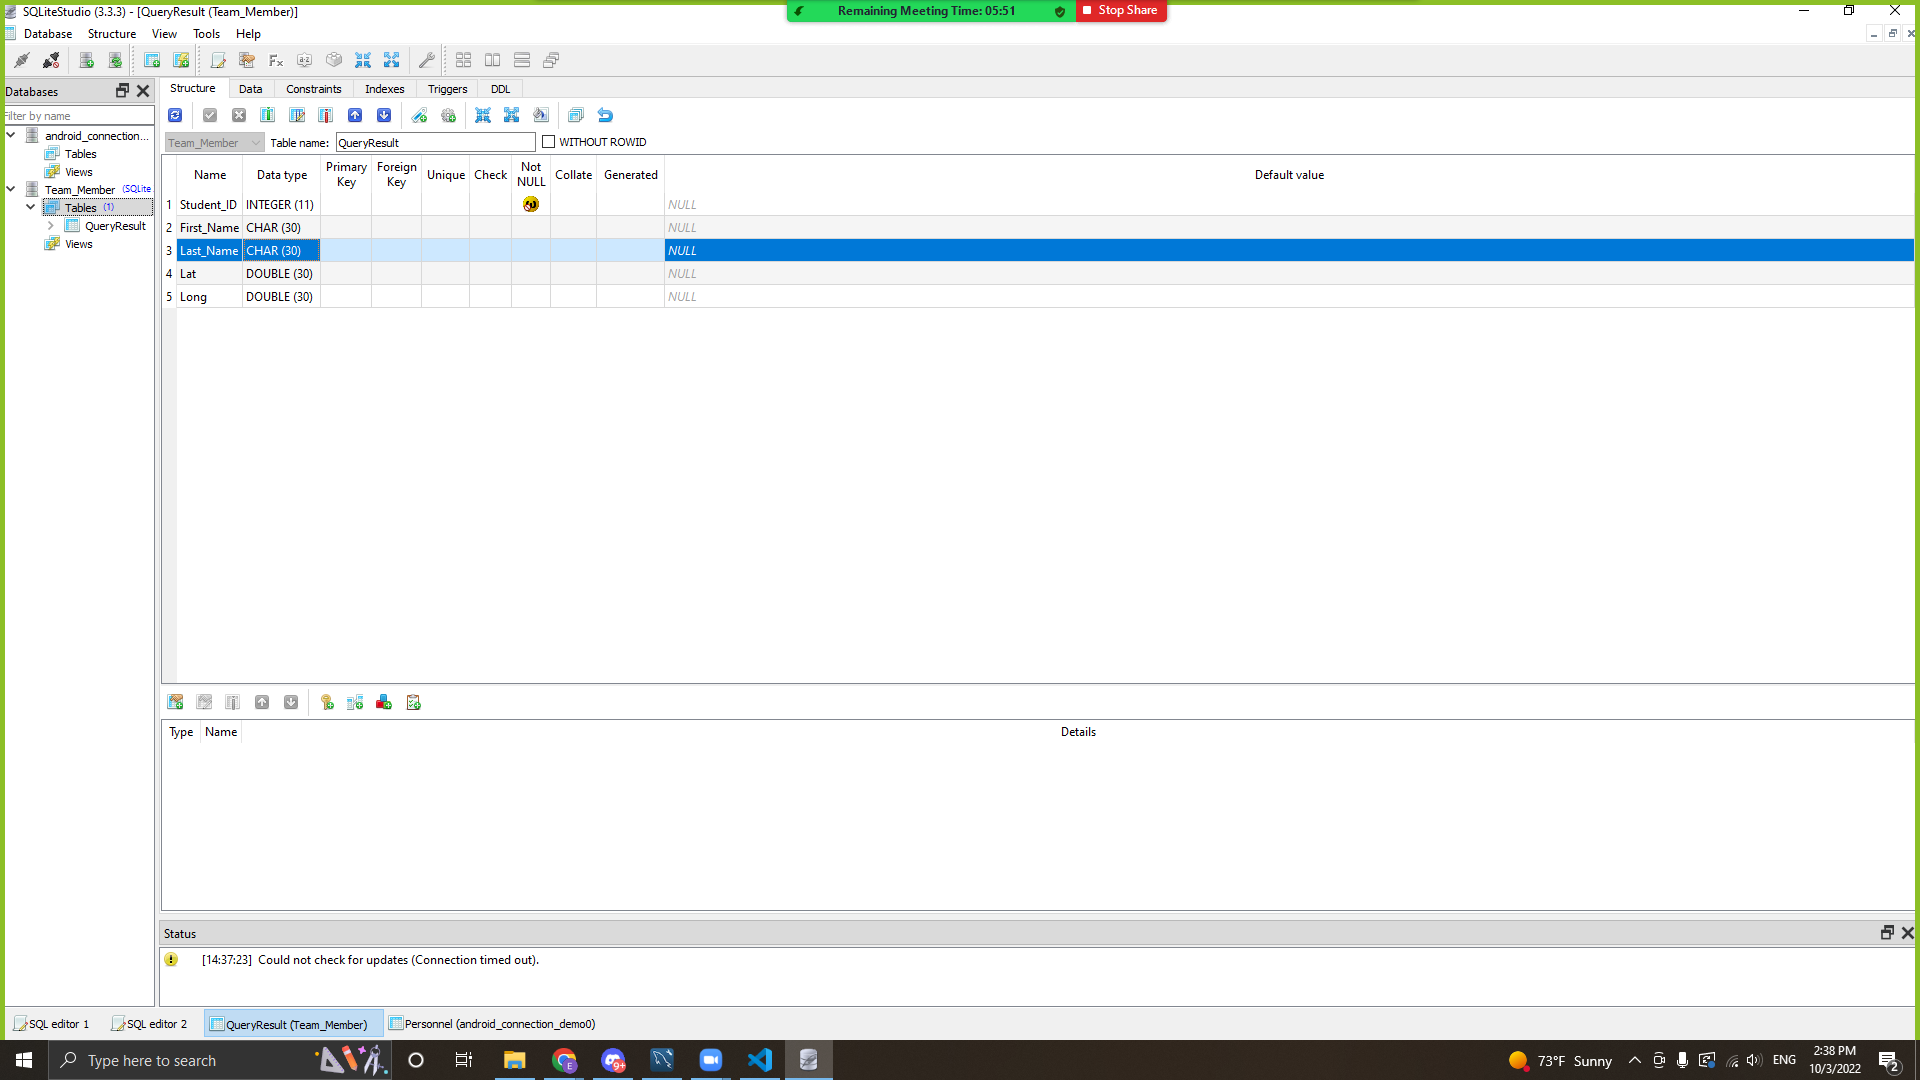 SQLiteStudio (3.3.3) - [QueryResult (Team_Member)]
Remaining Meeting Time: 05:51
Stop Share
Database Structure View Tools Help
Databases
Structure Data Constraints Indexes Triggers DDL
Filter by name
android_connection...
Tables
Views
Team_Member (SQLite
Tables (1)
QueryResult
Views
Team_Member Table name: QueryResult WITHOUT ROWID
Name Data type Primary Key Foreign Key Unique Check Not NULL Collate Generated Default value
1 Student_ID INTEGER (11) NULL
2 First_Name CHAR (30) NULL
3 Last_Name CHAR (30) NULL
4 Lat DOUBLE (30) NULL
5 Long DOUBLE (30) NULL
Type Name Details
Status
[14:37:23] Could not check for updates (Connection timed out).
SQL editor 1 SQL editor 2 QueryResult (Team_Member) Personnel (android_connection_demo0)
Type here to search
E
9+
73°F Sunny
ENG
2:38 PM
10/3/2022
2